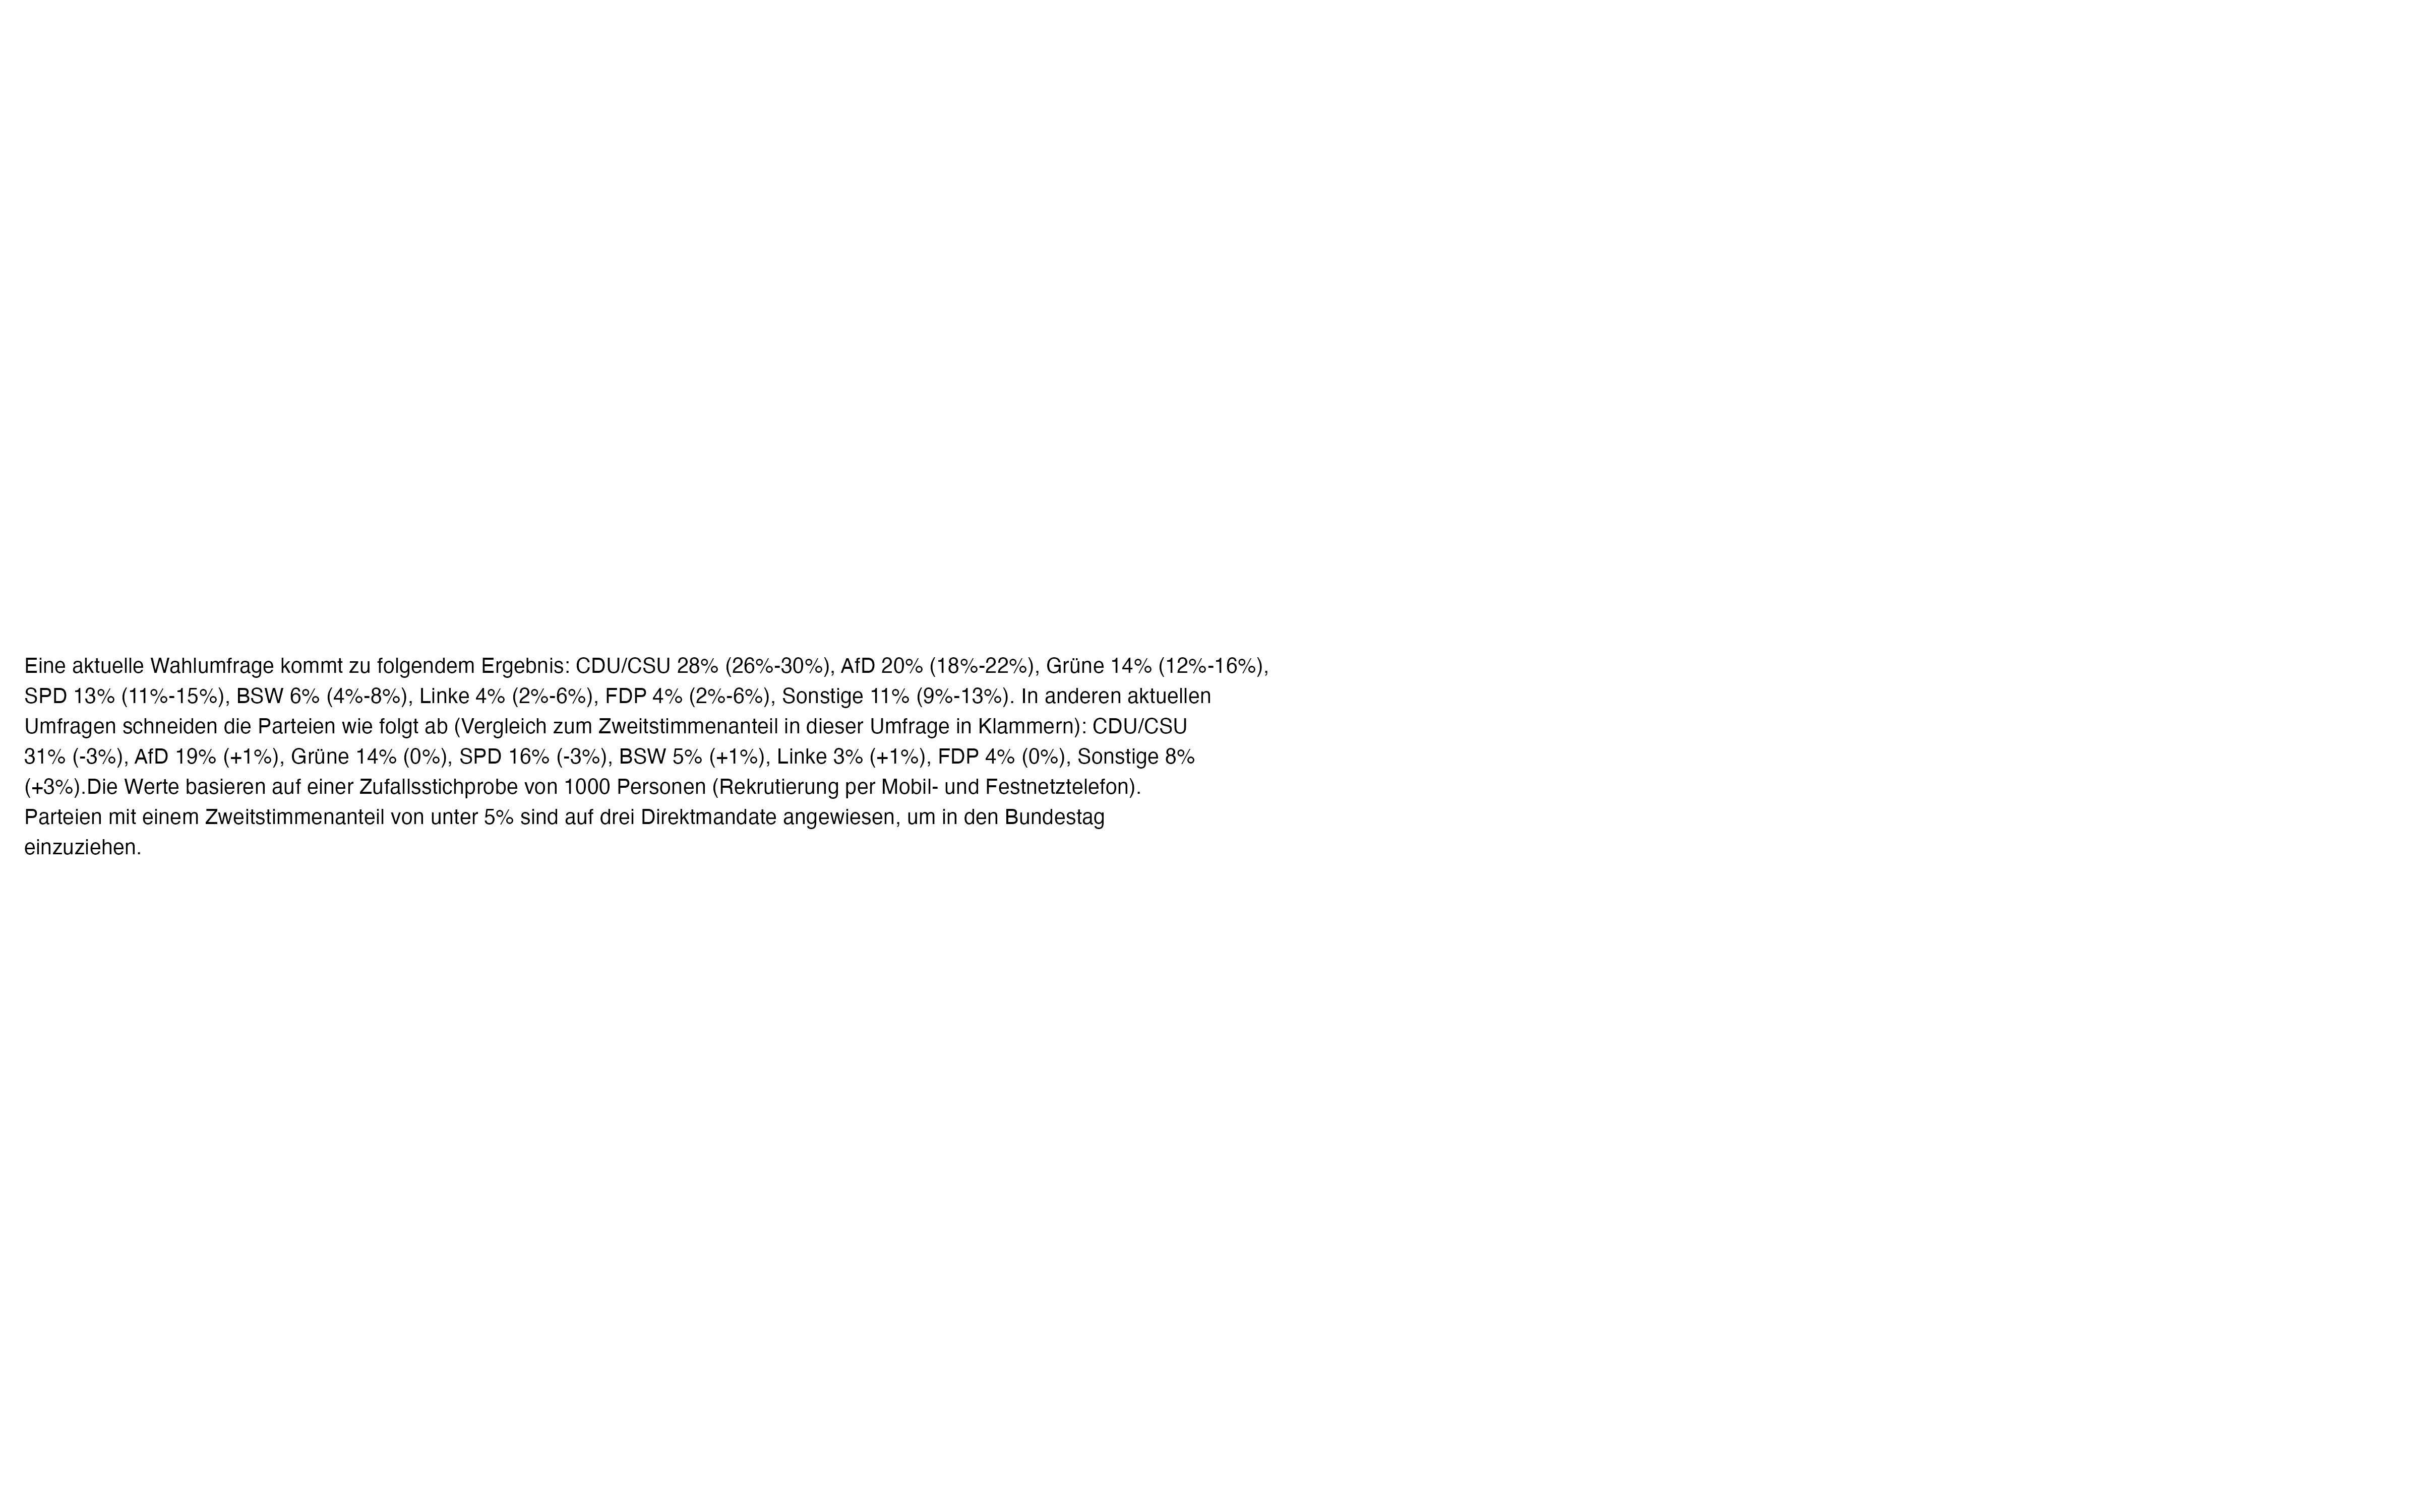 Eine aktuelle Wahlumfrage kommt zu folgendem Ergebnis: CDU/CSU 28% (26%-30%), AfD 20% (18%-22%), Grüne 14% (12%-16%),
SPD 13% (11%-15%), BSW 6% (4%-8%), Linke 4% (2%-6%), FDP 4% (2%-6%), Sonstige 11% (9%-13%). In anderen aktuellen
Umfragen schneiden die Parteien wie folgt ab (Vergleich zum Zweitstimmenanteil in dieser Umfrage in Klammern): CDU/CSU
31% (-3%), AfD 19% (+1%), Grüne 14% (0%), SPD 16% (-3%), BSW 5% (+1%), Linke 3% (+1%), FDP 4% (0%), Sonstige 8%
(+3%).Die Werte basieren auf einer Zufallsstichprobe von 1000 Personen (Rekrutierung per Mobil- und Festnetztelefon).
Parteien mit einem Zweitstimmenanteil von unter 5% sind auf drei Direktmandate angewiesen, um in den Bundestag
einzuziehen.